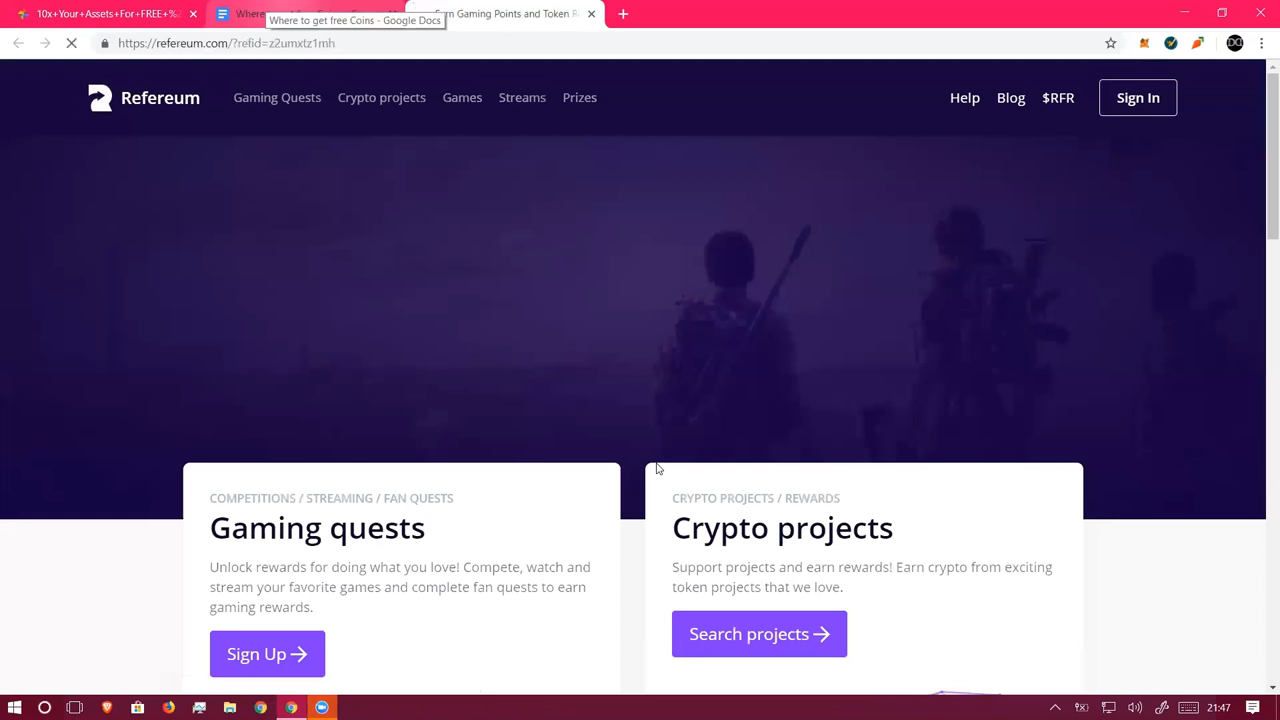 10x+Your+Assets+For+FREE+%
Where
Earn Gaming Points and Token R
Where to get free Coins - Google Docs
https://refereum.com/?refid=z2umxtz1mh
Refereum
Gaming Quests
Crypto projects
Games
Streams
Prizes
Help
Blog
$RFR
Sign In
COMPETITIONS / STREAMING / FAN QUESTS
Gaming quests
Unlock rewards for doing what you love! Compete, watch and
stream your favorite games and complete fan quests to earn
gaming rewards.
Sign Up
CRYPTO PROJECTS / REWARDS
Crypto projects
Support projects and earn rewards! Earn crypto from exciting
token projects that we love.
Search projects
21:47